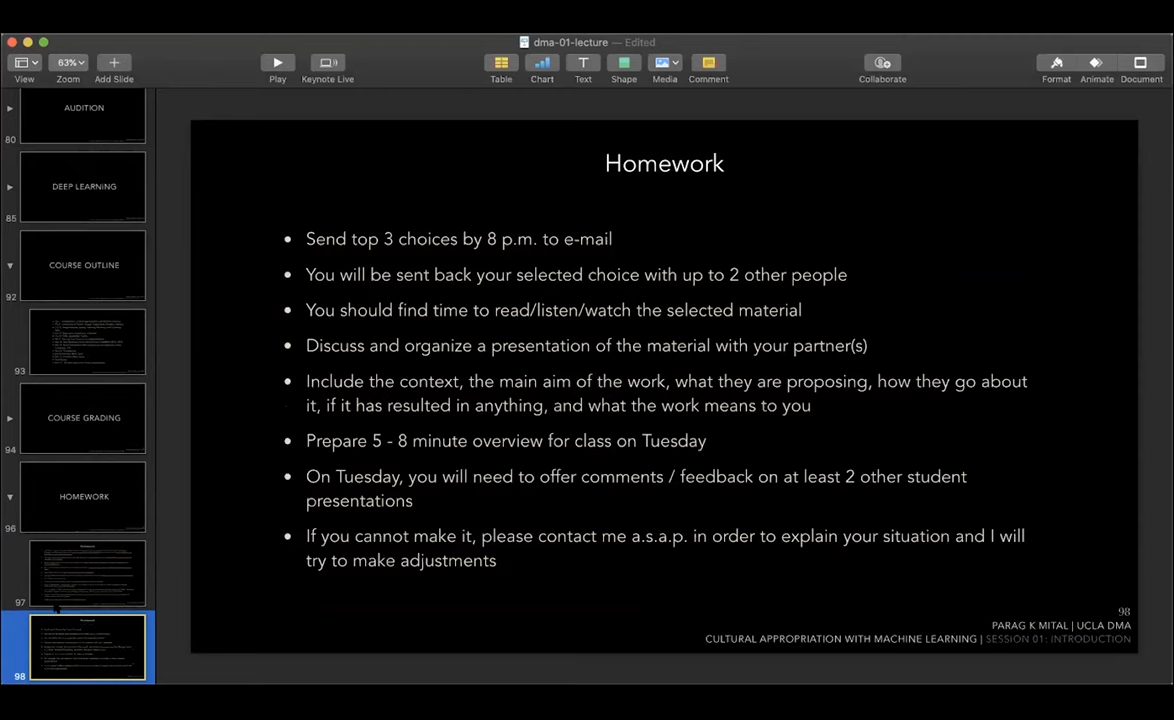 dma-01-lecture — Edited
63%
View
Zoom
Add Slide
Play
Keynote Live
Table
Chart
Text
Shape
Media
Comment
Collaborate
Format
Animate
Document
AUDITION
80
DEEP LEARNING
85
COURSE OUTLINE
92
93
COURSE GRADING
94
HOMEWORK
96
97
98
Homework
• Send top 3 choices by 8 p.m. to e-mail
• You will be sent back your selected choice with up to 2 other people
• You should find time to read/listen/watch the selected material
• Discuss and organize a presentation of the material with your partner(s)
• Include the context, the main aim of the work, what they are proposing, how they go about
it, if it has resulted in anything, and what the work means to you
• Prepare 5 - 8 minute overview for class on Tuesday
• On Tuesday, you will need to offer comments / feedback on at least 2 other student
presentations
• If you cannot make it, please contact me a.s.a.p. in order to explain your situation and I will
try to make adjustments
98
PARAG K MITAL | UCLA DMA
CULTURAL APPROPRIATION WITH MACHINE LEARNING | SESSION 01: INTRODUCTION